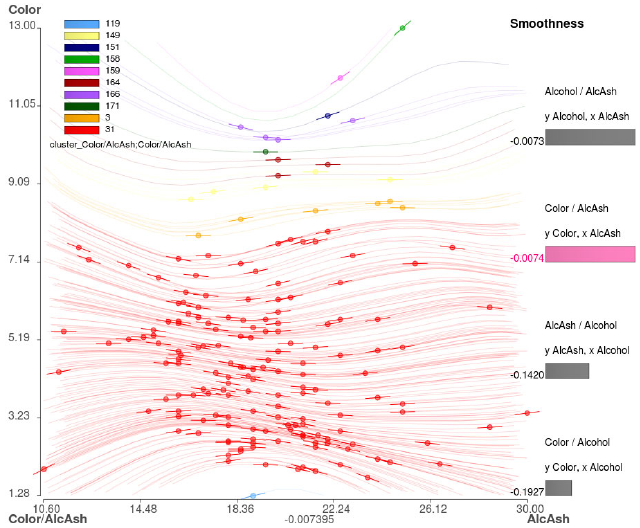 Color
13.00
11.05
9.09
7.14
5.19
3.23
1.28
119
149
151
158
159
164
166
171
3
31
cluster_Color/AlcAsh;Color/AlcAsh
10.60
14.48
18.36
22.24
26.12
30.00
Color/AlcAsh
-0.007395
AlcAsh
Smoothness
Alcohol / AlcAsh
y Alcohol, x AlcAsh
-0.0073
Color / AlcAsh
y Color, x AlcAsh
-0.0074
AlcAsh / Alcohol
y AlcAsh, x Alcohol
-0.1420
Color / Alcohol
y Color, x Alcohol
-0.1927